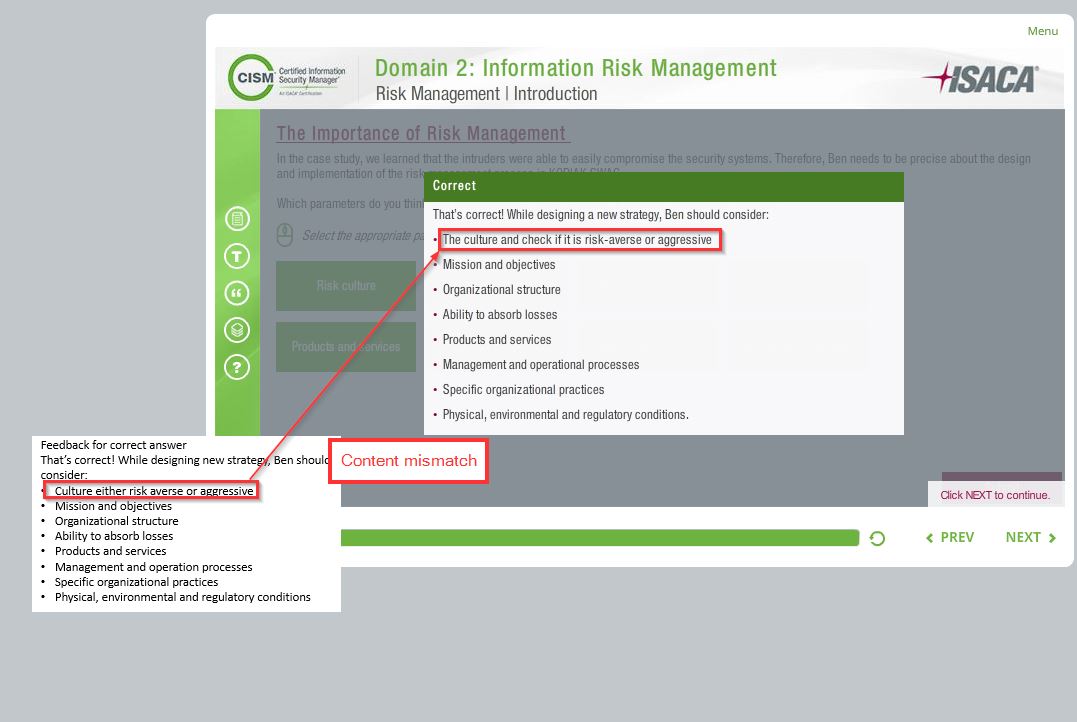 Menu
CISM
Certified Information
Security Manager
An ISACA Certification
Domain 2: Information Risk Management
Risk Management | Introduction
ISACA
The Importance of Risk Management
In the case study, we learned that the intruders were able to easily compromise the security systems. Therefore, Ben needs to be precise about the design
and implementation of the risk
Which parameters do you thin
Select the appropriate pa
Risk culture
Products and services
Correct
That's correct! While designing a new strategy, Ben should consider:
• The culture and check if it is risk-averse or aggressive
• Mission and objectives
• Organizational structure
• Ability to absorb losses
• Products and services
• Management and operational processes
• Specific organizational practices
• Physical, environmental and regulatory conditions.
Feedback for correct answer
That's correct! While designing new strategy, Ben should
consider:
• Culture either risk averse or aggressive
• Mission and objectives
• Organizational structure
• Ability to absorb losses
• Products and services
• Management and operation processes
• Specific organizational practices
• Physical, environmental and regulatory conditions
Content mismatch
Click NEXT to continue.
PREV
NEXT